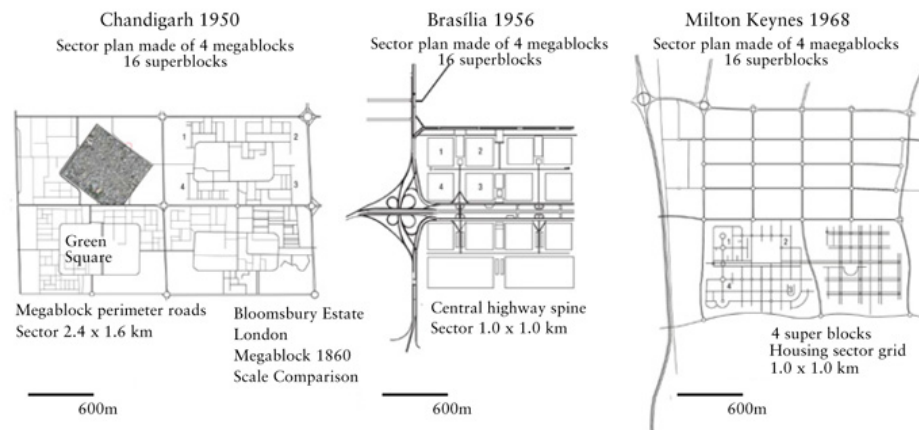 Chandigarh 1950
Sector plan made of 4 megablocks
16 superblocks
1
2
4
3
Green
Square
Megablock perimeter roads
Sector 2.4 x 1.6 km
Bloomsbury Estate
London
Megablock 1860
Scale Comparison
600m
Brasília 1956
Sector plan made of 4 megablocks
16 superblocks
1
2
4
3
Central highway spine
Sector 1.0 x 1.0 km
600m
Milton Keynes 1968
Sector plan made of 4 maegablocks
16 superblocks
1
2
4
4 super blocks
Housing sector grid
1.0 x 1.0 km
600m